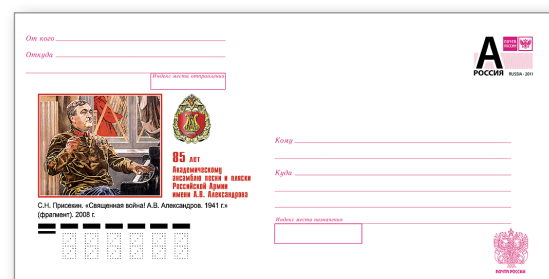 От кого
Откуда
Индекс места отправления
85 лет
Академическому
ансамблю песни и пляски
Российской Армии
имени А.В. Александрова
С.Н. Присекин. «Священная война! А.В. Александров. 1941 г.»
(фрагмент). 2008 г.
ПОЧТА
РОССИИ
А
РОССИЯ RUSSIA - 2011
Кому
Куда
Индекс места назначения
ПОЧТА РОССИИ